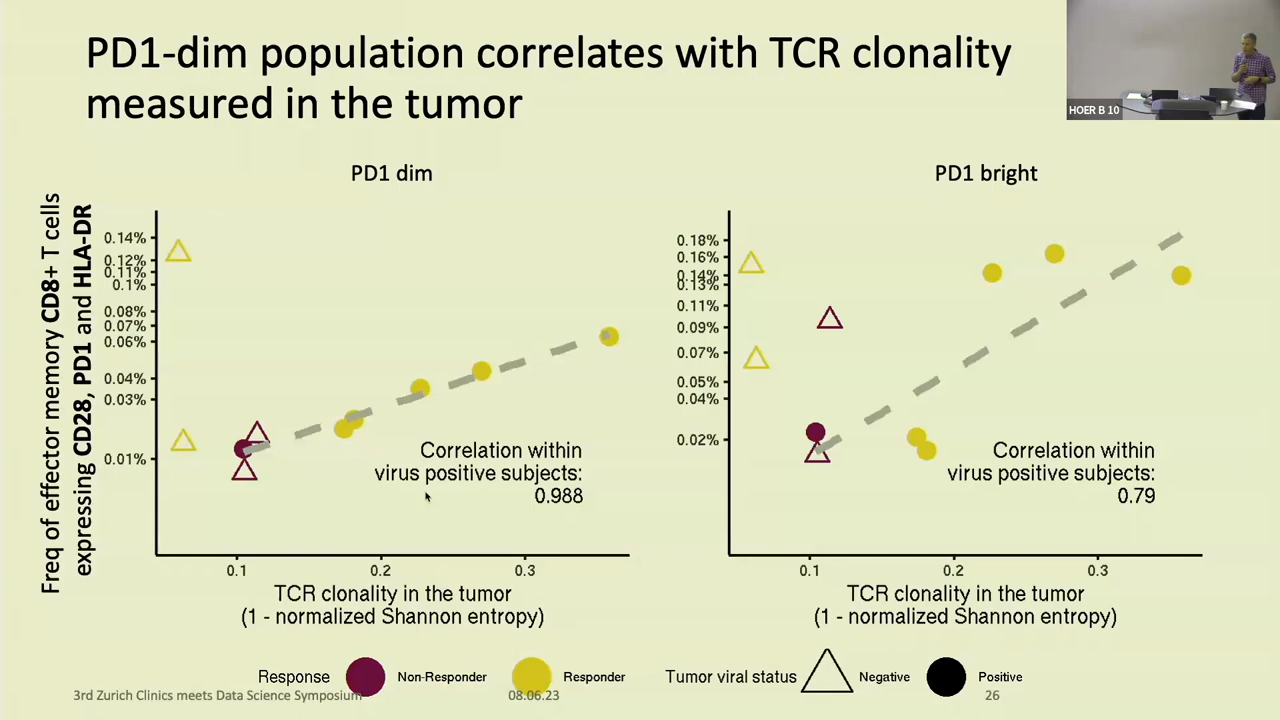 PD1-dim population correlates with TCR clonality
measured in the tumor
HOER B 10
PD1 dim
PD1 bright
Freq of effector memory CD8+ T cells
expressing CD28, PD1 and HLA-DR
0.14%
0.12%
0.11%
0.1%
0.08%
0.07%
0.06%
0.04%
0.03%
0.01%
Correlation within
virus positive subjects:
0.988
0.1
0.2
0.3
TCR clonality in the tumor
(1 - normalized Shannon entropy)
0.18%
0.16%
0.14%
0.13%
0.11%
0.09%
0.07%
0.05%
0.04%
0.02%
Correlation within
virus positive subjects:
0.79
0.1
0.2
0.3
TCR clonality in the tumor
(1 - normalized Shannon entropy)
Response Non-Responder Responder Tumor viral status Negative Positive
3rd Zurich Clinics meets Data Science Symposium 08.06.23 26